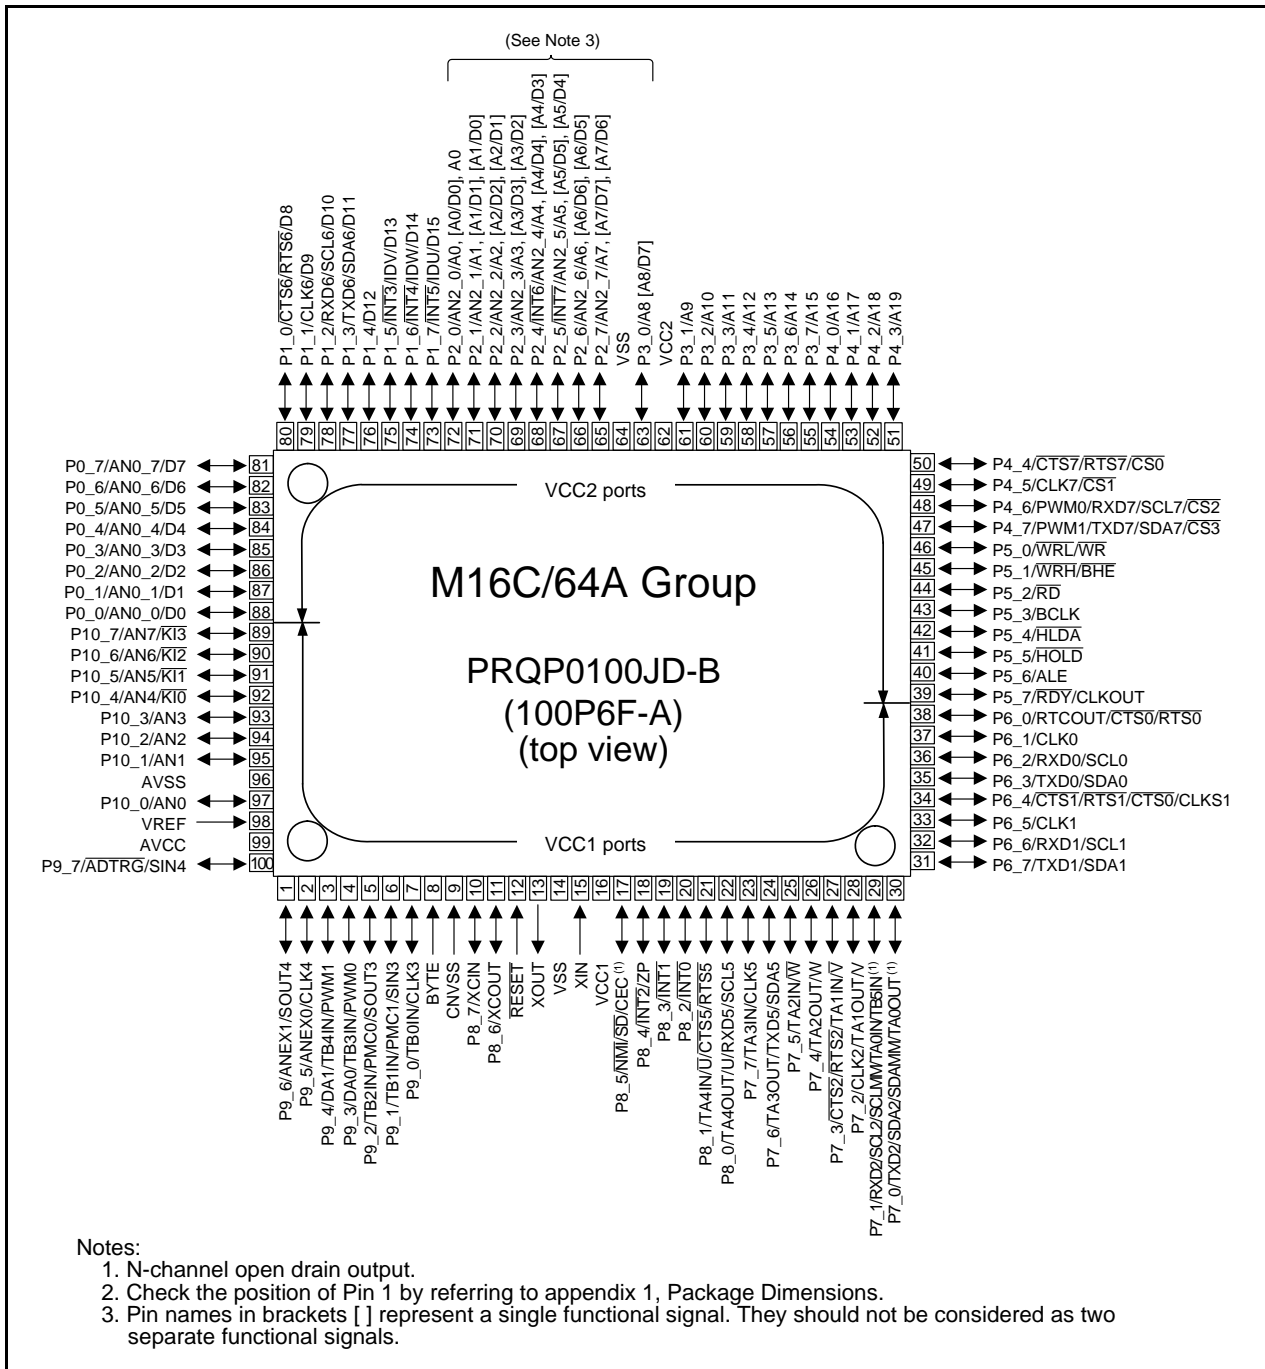 (See Note 3)
P1_0/CTS6/RTS6/D8
P1_1/CLK6/D9
P1_2/RXD6/SCL6/D10
P1_3/TXD6/SDA6/D11
P1_4/D12
P1_5/INT3/IDV/D13
P1_6/INT4/IDW/D14
P1_7/INT5/IDU/D15
P2_0/AN2_0/A0, [A0/D0], A0
P2_1/AN2_1/A1, [A1/D1], [A1/D0]
P2_2/AN2_2/A2, [A2/D2], [A2/D1]
P2_3/AN2_3/A3, [A3/D3], [A3/D2]
P2_4/INT6/AN2_4/A4, [A4/D4], [A4/D3]
P2_5/INT7/AN2_5/A5, [A5/D5], [A5/D4]
P2_6/AN2_6/A6, [A6/D6], [A6/D5]
P2_7/AN2_7/A7, [A7/D7], [A7/D6]
VSS
P3_0/A8 [A8/D7]
VCC2
P3_1/A9
P3_2/A10
P3_3/A11
P3_4/A12
P3_5/A13
P3_6/A14
P3_7/A15
P4_0/A16
P4_1/A17
P4_2/A18
P4_3/A19
80 79 78 77 76 75 74 73 72 71 70 69 68 67 66 65 64 63 62 61 60 59 58 57 56 55 54 53 52 51
P0_7/AN0_7/D7 81
P0_6/AN0_6/D6 82
P0_5/AN0_5/D5 83
P0_4/AN0_4/D4 84
P0_3/AN0_3/D3 85
P0_2/AN0_2/D2 86
P0_1/AN0_1/D1 87
P0_0/AN0_0/D0 88
P10_7/AN7/KI3 89
P10_6/AN6/KI2 90
P10_5/AN5/KI1 91
P10_4/AN4/KI0 92
P10_3/AN3 93
P10_2/AN2 94
P10_1/AN1 95
AVSS 96
P10_0/AN0 97
VREF 98
AVCC 99
P9_7/ADTRG/SIN4 100
VCC2 ports
M16C/64A Group
PRQP0100JD-B
(100P6F-A)
(top view)
VCC1 ports
50 P4_4/CTS7/RTS7/CS0
49 P4_5/CLK7/CS1
48 P4_6/PWM0/RXD7/SCL7/CS2
47 P4_7/PWM1/TXD7/SDA7/CS3
46 P5_0/WRL/WR
45 P5_1/WRH/BHE
44 P5_2/RD
43 P5_3/BCLK
42 P5_4/HLDA
41 P5_5/HOLD
40 P5_6/ALE
39 P5_7/RDY/CLKOUT
38 P6_0/RTCOUT/CTS0/RTS0
37 P6_1/CLK0
36 P6_2/RXD0/SCL0
35 P6_3/TXD0/SDA0
34 P6_4/CTS1/RTS1/CTS0/CLKS1
33 P6_5/CLK1
32 P6_6/RXD1/SCL1
31 P6_7/TXD1/SDA1
1 2 3 4 5 6 7 8 9 10 11 12 13 14 15 16 17 18 19 20 21 22 23 24 25 26 27 28 29 30
P9_6/ANEX1/SOUT4
P9_5/ANEX0/CLK4
P9_4/DA1/TB4IN/PWM1
P9_3/DA0/TB3IN/PWM0
P9_2/TB2IN/PMC0/SOUT3
P9_1/TB1IN/PMC1/SIN3
P9_0/TB0IN/CLK3
BYTE
CNVSS
P8_7/XCIN
P8_6/XCOUT
RESET
XOUT
VSS
XIN
VCC1
P8_5/NMI/SD/CEC (1)
P8_4/INT2/ZP
P8_3/INT1
P8_2/INT0
P8_1/TA4IN/U/CTS5/RTS5
P8_0/TA4OUT/U/RXD5/SCL5
P7_7/TA3IN/CLK5
P7_6/TA3OUT/TXD5/SDA5
P7_5/TA2IN/W
P7_4/TA2OUT/W
P7_3/CTS2/RTS2/TA1IN/V
P7_2/CLK2/TA1OUT/V
P7_1/RXD2/SCL2/SCLMM/TA0IN/TB5IN (1)
P7_0/TXD2/SDA2/SDAMM/TA0OUT (1)
Notes:
1. N-channel open drain output.
2. Check the position of Pin 1 by referring to appendix 1, Package Dimensions.
3. Pin names in brackets [ ] represent a single functional signal. They should not be considered as two
separate functional signals.